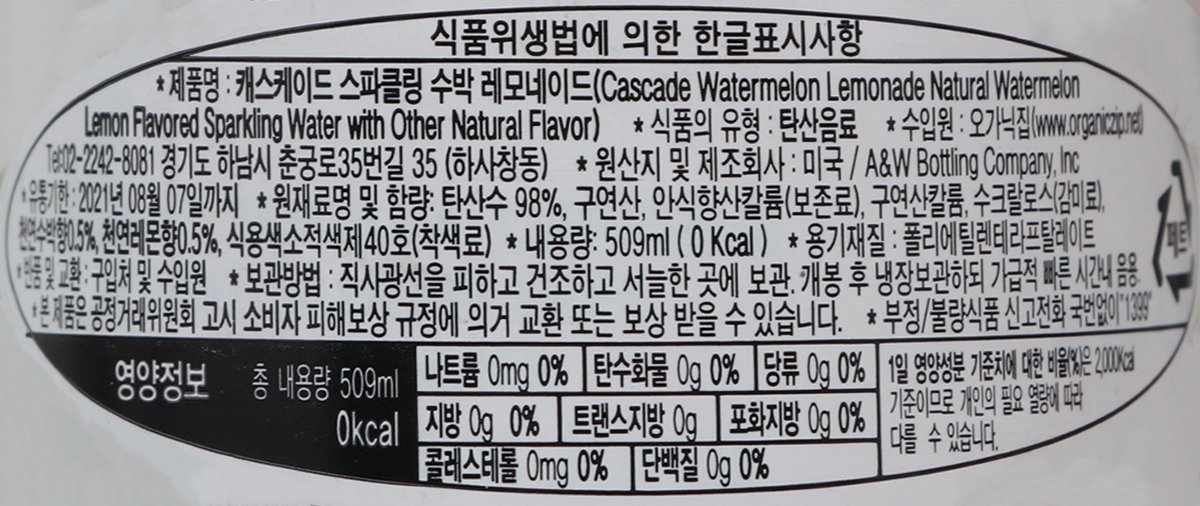 식품위생법에 의한 한글표시사항
* 제품명 : 캐스케이드 스파클링 수박 레모네이드(Cascade Watermelon Lemonade Natural Watermelon
Lemon Flavored Sparkling Water with Other Natural Flavor) * 식품의 유형 : 탄산음료 * 수입원 : 오가닉집(www.organiczip.net)
Tel:02-2242-8081 경기도 하남시 춘궁로35번길 35 (하사창동) * 원산지 및 제조회사 : 미국 / A&W Bottling Company, Inc
* 유통기한 : 2021년 08월 07일까지 * 원재료명 및 함량: 탄산수 98%, 구연산, 안식향산칼륨(보존료), 구연산칼륨, 수크랄로스(감미료),
천연수박향0.5%, 천연레몬향0.5%, 식용색소적색제40호(착색료) * 내용량: 509ml ( 0 Kcal ) * 용기재질 : 폴리에틸렌테라프탈레이트
* 반품 및 교환 : 구입처 및 수입원 * 보관방법 : 직사광선을 피하고 건조하고 서늘한 곳에 보관. 개봉 후 냉장보관하되 가급적 빠른 시간내 음용.
* 본 제품은 공정거래위원회 고시 소비자 피해보상 규정에 의거 교환 또는 보상 받을 수 있습니다. * 부정/불량식품 신고전화 국번없이"1399"
페트
영양정보 총 내용량 509ml
0kcal
나트륨 0mg 0% 탄수화물 0g 0% 당류 0g 0%
지방 0g 0% 트랜스지방 0g 포화지방 0g 0%
콜레스테롤 0mg 0% 단백질 0g 0%
1일 영양성분 기준치에 대한 비율(%)은 2,000Kcal
기준이므로 개인의 필요 열량에 따라
다를 수 있습니다.